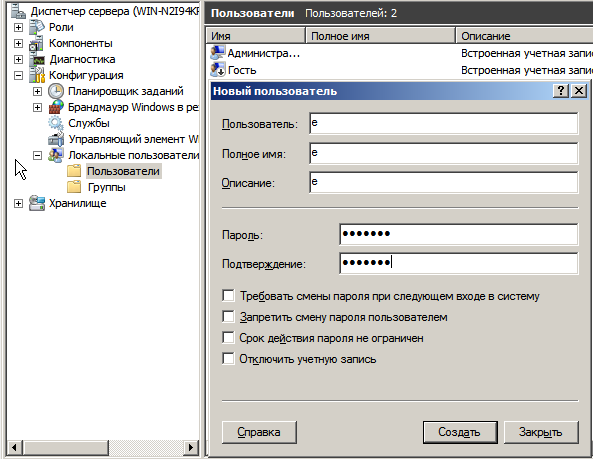 Диспетчер сервера (WIN-N2I94KF
Роли
Компоненты
Диагностика
Конфигурация
Планировщик заданий
Брандмауэр Windows в ре
Службы
Управляющий элемент W
Локальные пользователи
Пользователи
Группы
Хранилище
Пользователи Пользователей: 2
Имя Полное имя Описание
Администра... Встроенная учетная запис
Гость Встроенная учетная запис
Новый пользователь
Пользователь: e
Полное имя: e
Описание: e
Пароль: •••••••
Подтверждение: •••••••
Требовать смены пароля при следующем входе в систему
Запретить смену пароля пользователем
Срок действия пароля не ограничен
Отключить учетную запись
Справка Создать Закрыть